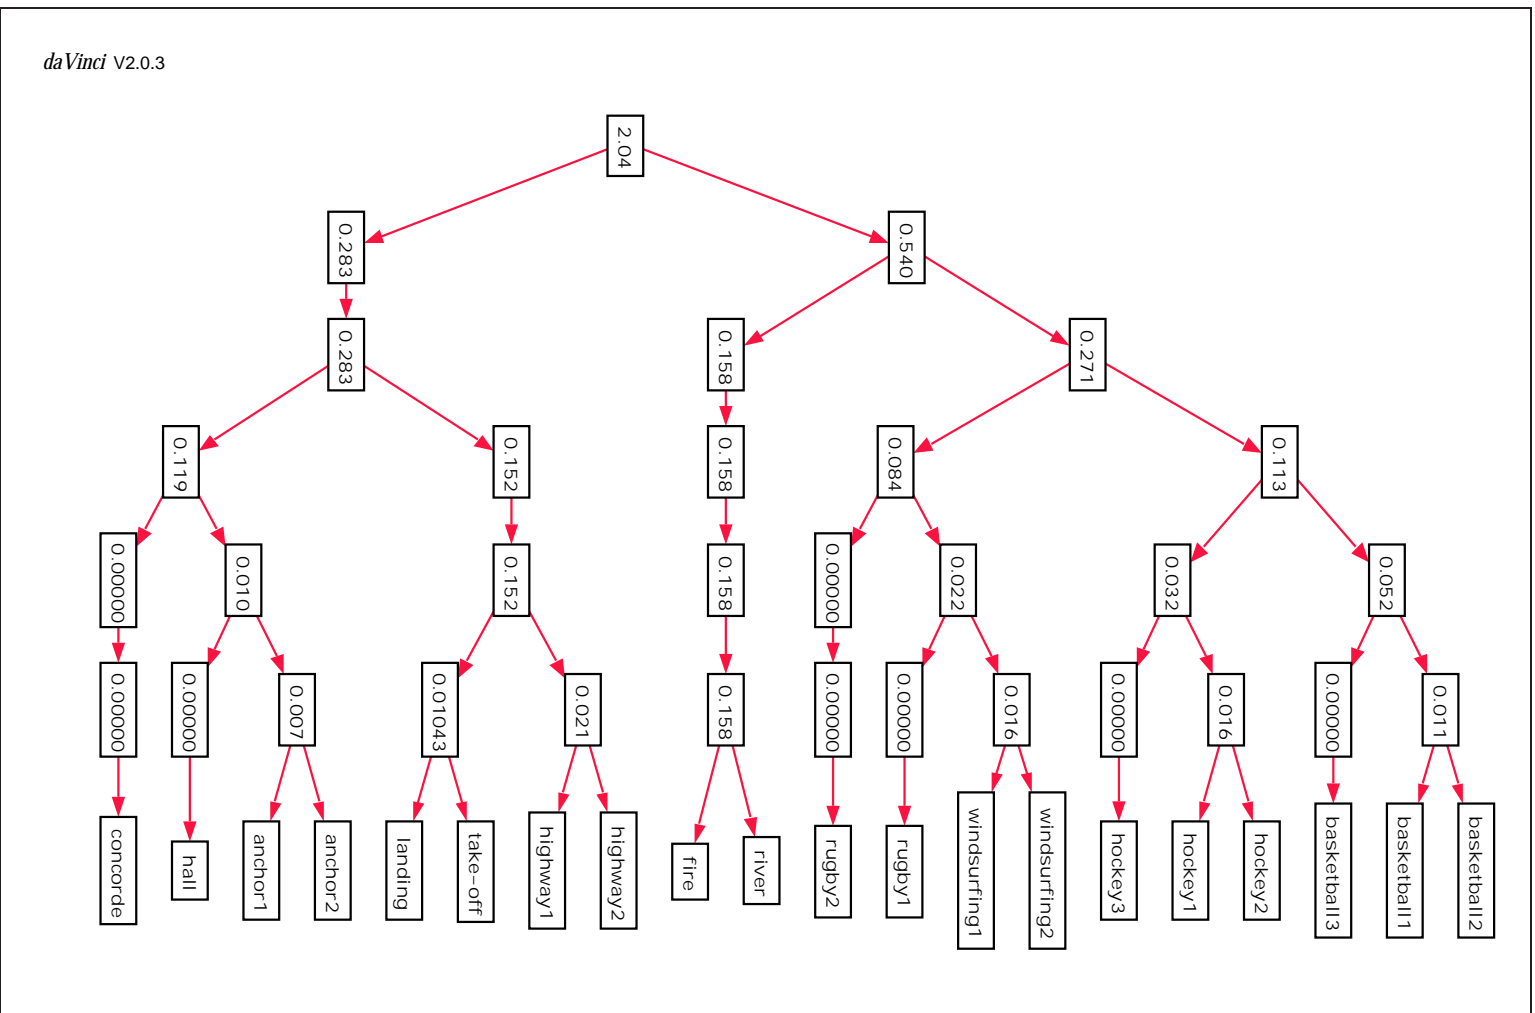 daVinci V2.0.3
2.04
0.283
0.540
0.283
0.158
0.271
0.119
0.152
0.158
0.084
0.113
0.00000
0.010
0.152
0.158
0.00000
0.022
0.032
0.052
0.00000
0.00000
0.007
0.01043
0.021
0.158
0.00000
0.00000
0.016
0.00000
0.016
0.00000
0.011
concorde
hall
anchor1
anchor2
landing
take-off
highway1
highway2
fire
river
rugby2
rugby1
windsurfing1
windsurfing2
hockey3
hockey1
hockey2
basketball3
basketball1
basketball2